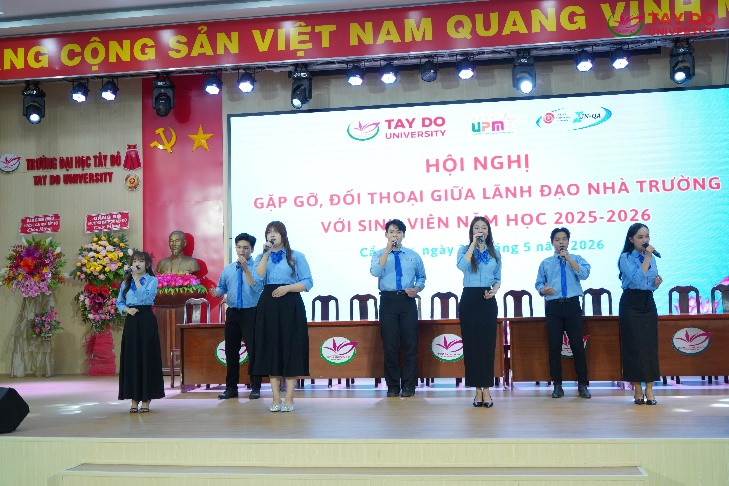 NG CỘNG SẢN VIỆT NAM QUANG VINH
TAY DO
UNIVERSITY
TRƯỜNG ĐẠI HỌC TÂY ĐÔ
TAY DO UNIVERSITY
TAY DO
UNIVERSITY
UPM
HỘI NGHỊ
GẶP GỠ, ĐỐI THOẠI GIỮA LÃNH ĐẠO NHÀ TRƯỜNG
VỚI SINH VIÊN NĂM HỌC 2025-2026
ngày
5 năm 2026